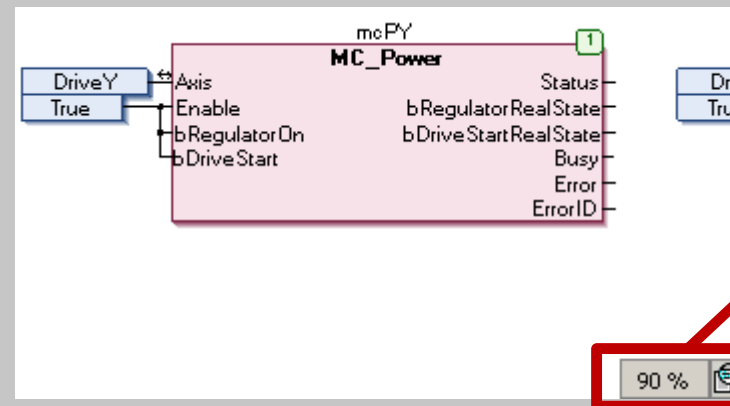 mcPY
1
MC_Power
DriveY Axis Status
True Enable bRegulatorRealState
bRegulatorOn bDriveStartRealState
bDriveStart Busy
Error
ErrorID
90 %